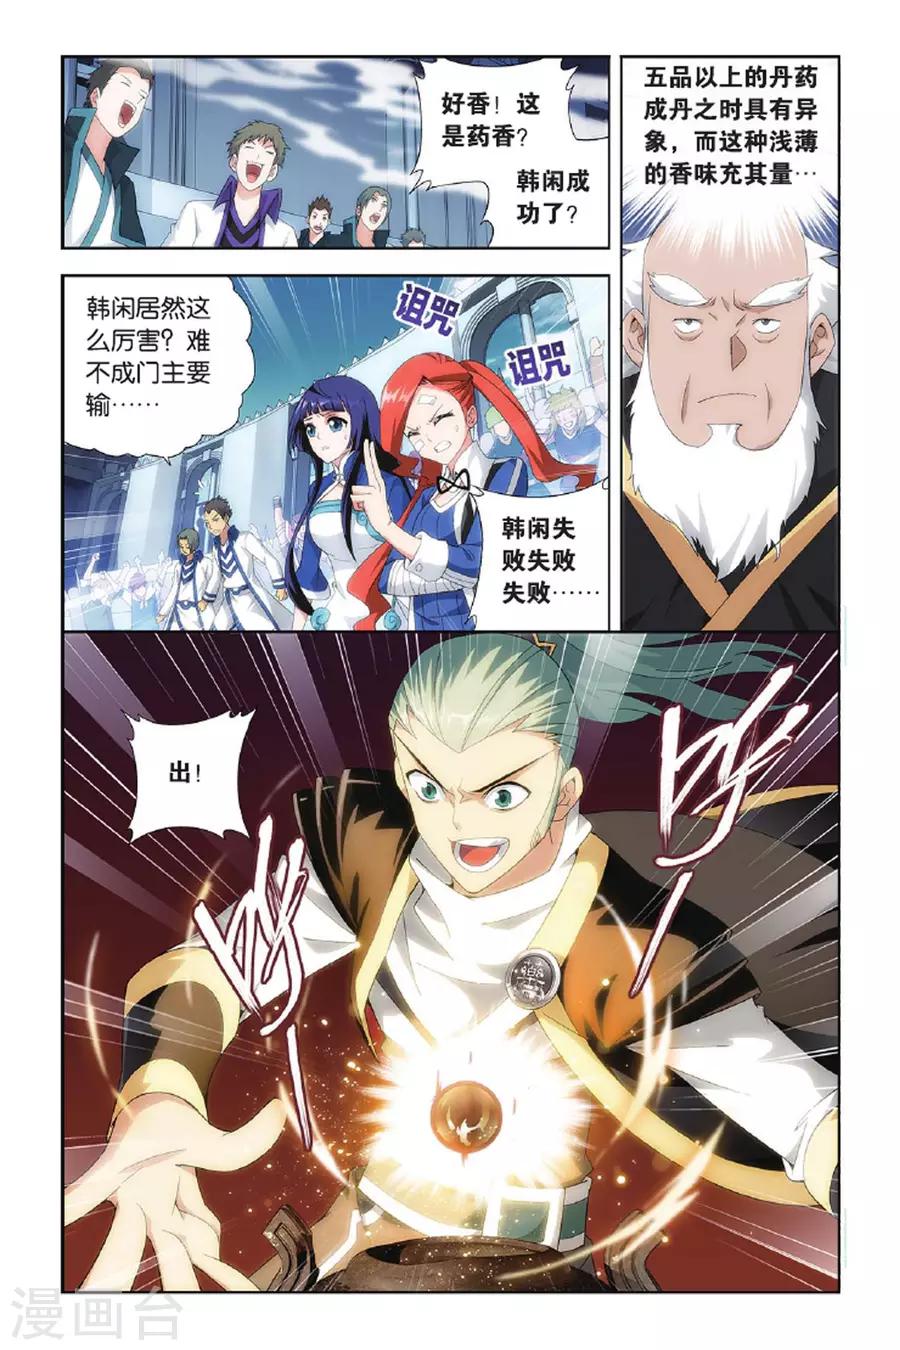 好香！这
是药香？
韩闲成
功了？
五品以上的丹药
成丹之时具有异
象，而这种浅薄
的香味充其量…
韩闲居然这
么厉害？难
不成门主要
输……
诅咒
诅咒
韩闲失
败失败
失败……
出！
呼
呼
藥
漫画台